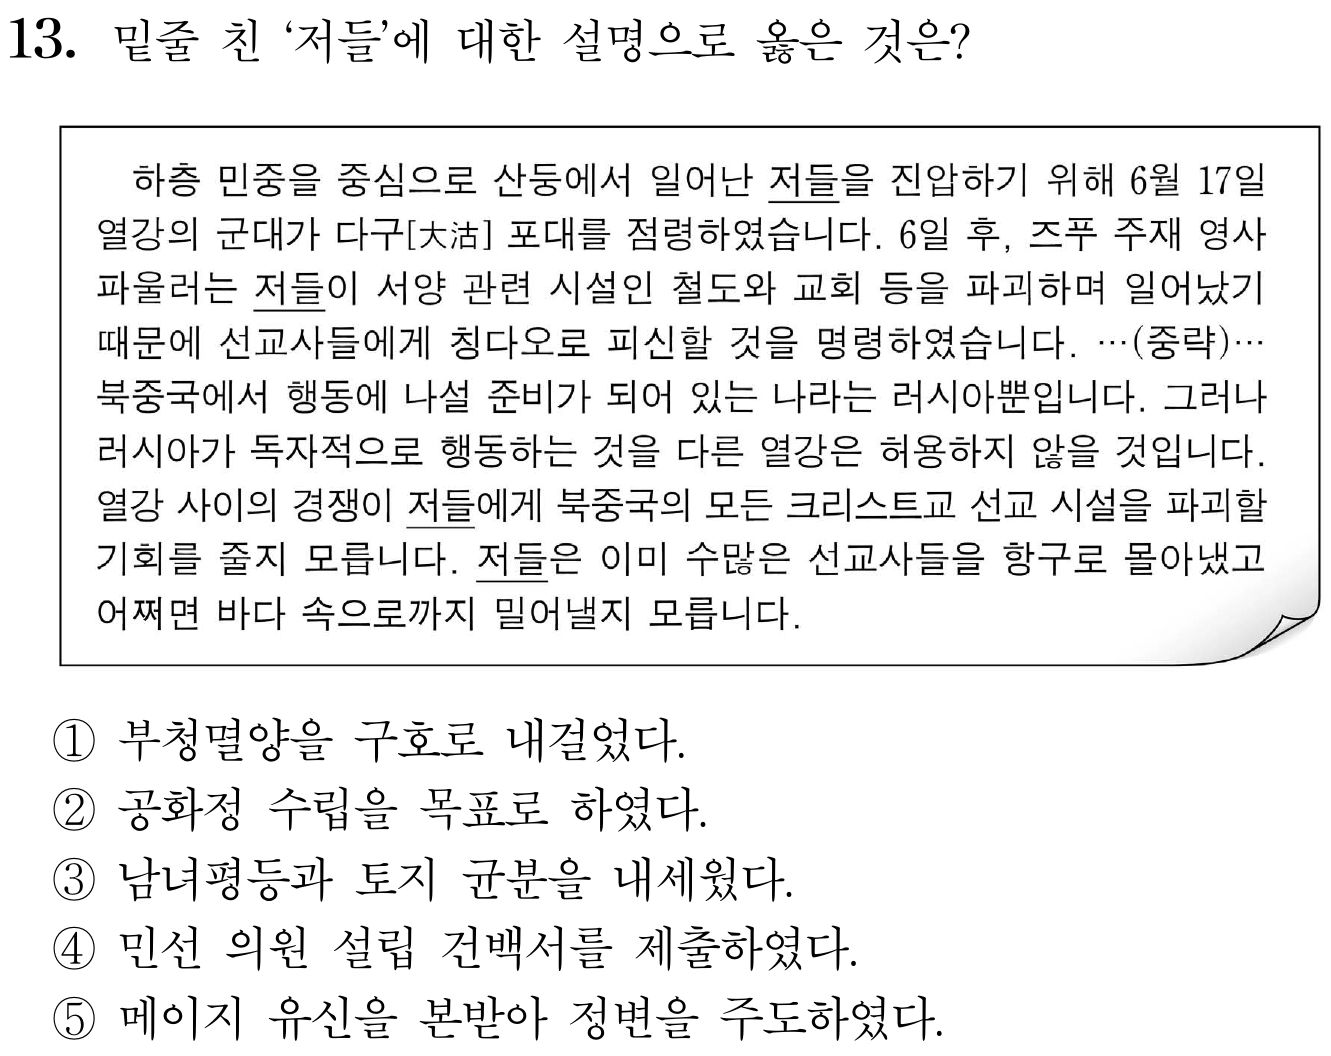 13. 밑줄 친 ‘저들’에 대한 설명으로 옳은 것은?
하층 민중을 중심으로 산둥에서 일어난 저들을 진압하기 위해 6월 17일
열강의 군대가 다구[大沽] 포대를 점령하였습니다. 6일 후, 즈푸 주재 영사
파울러는 저들이 서양 관련 시설인 철도와 교회 등을 파괴하며 일어났기
때문에 선교사들에게 칭다오로 피신할 것을 명령하였습니다. …(중략)…
북중국에서 행동에 나설 준비가 되어 있는 나라는 러시아뿐입니다. 그러나
러시아가 독자적으로 행동하는 것을 다른 열강은 허용하지 않을 것입니다.
열강 사이의 경쟁이 저들에게 북중국의 모든 크리스트교 선교 시설을 파괴할
기회를 줄지 모릅니다. 저들은 이미 수많은 선교사들을 항구로 몰아냈고
어쩌면 바다 속으로까지 밀어낼지 모릅니다.
① 부청멸양을 구호로 내걸었다.
② 공화정 수립을 목표로 하였다.
③ 남녀평등과 토지 균분을 내세웠다.
④ 민선 의원 설립 건백서를 제출하였다.
⑤ 메이지 유신을 본받아 정변을 주도하였다.